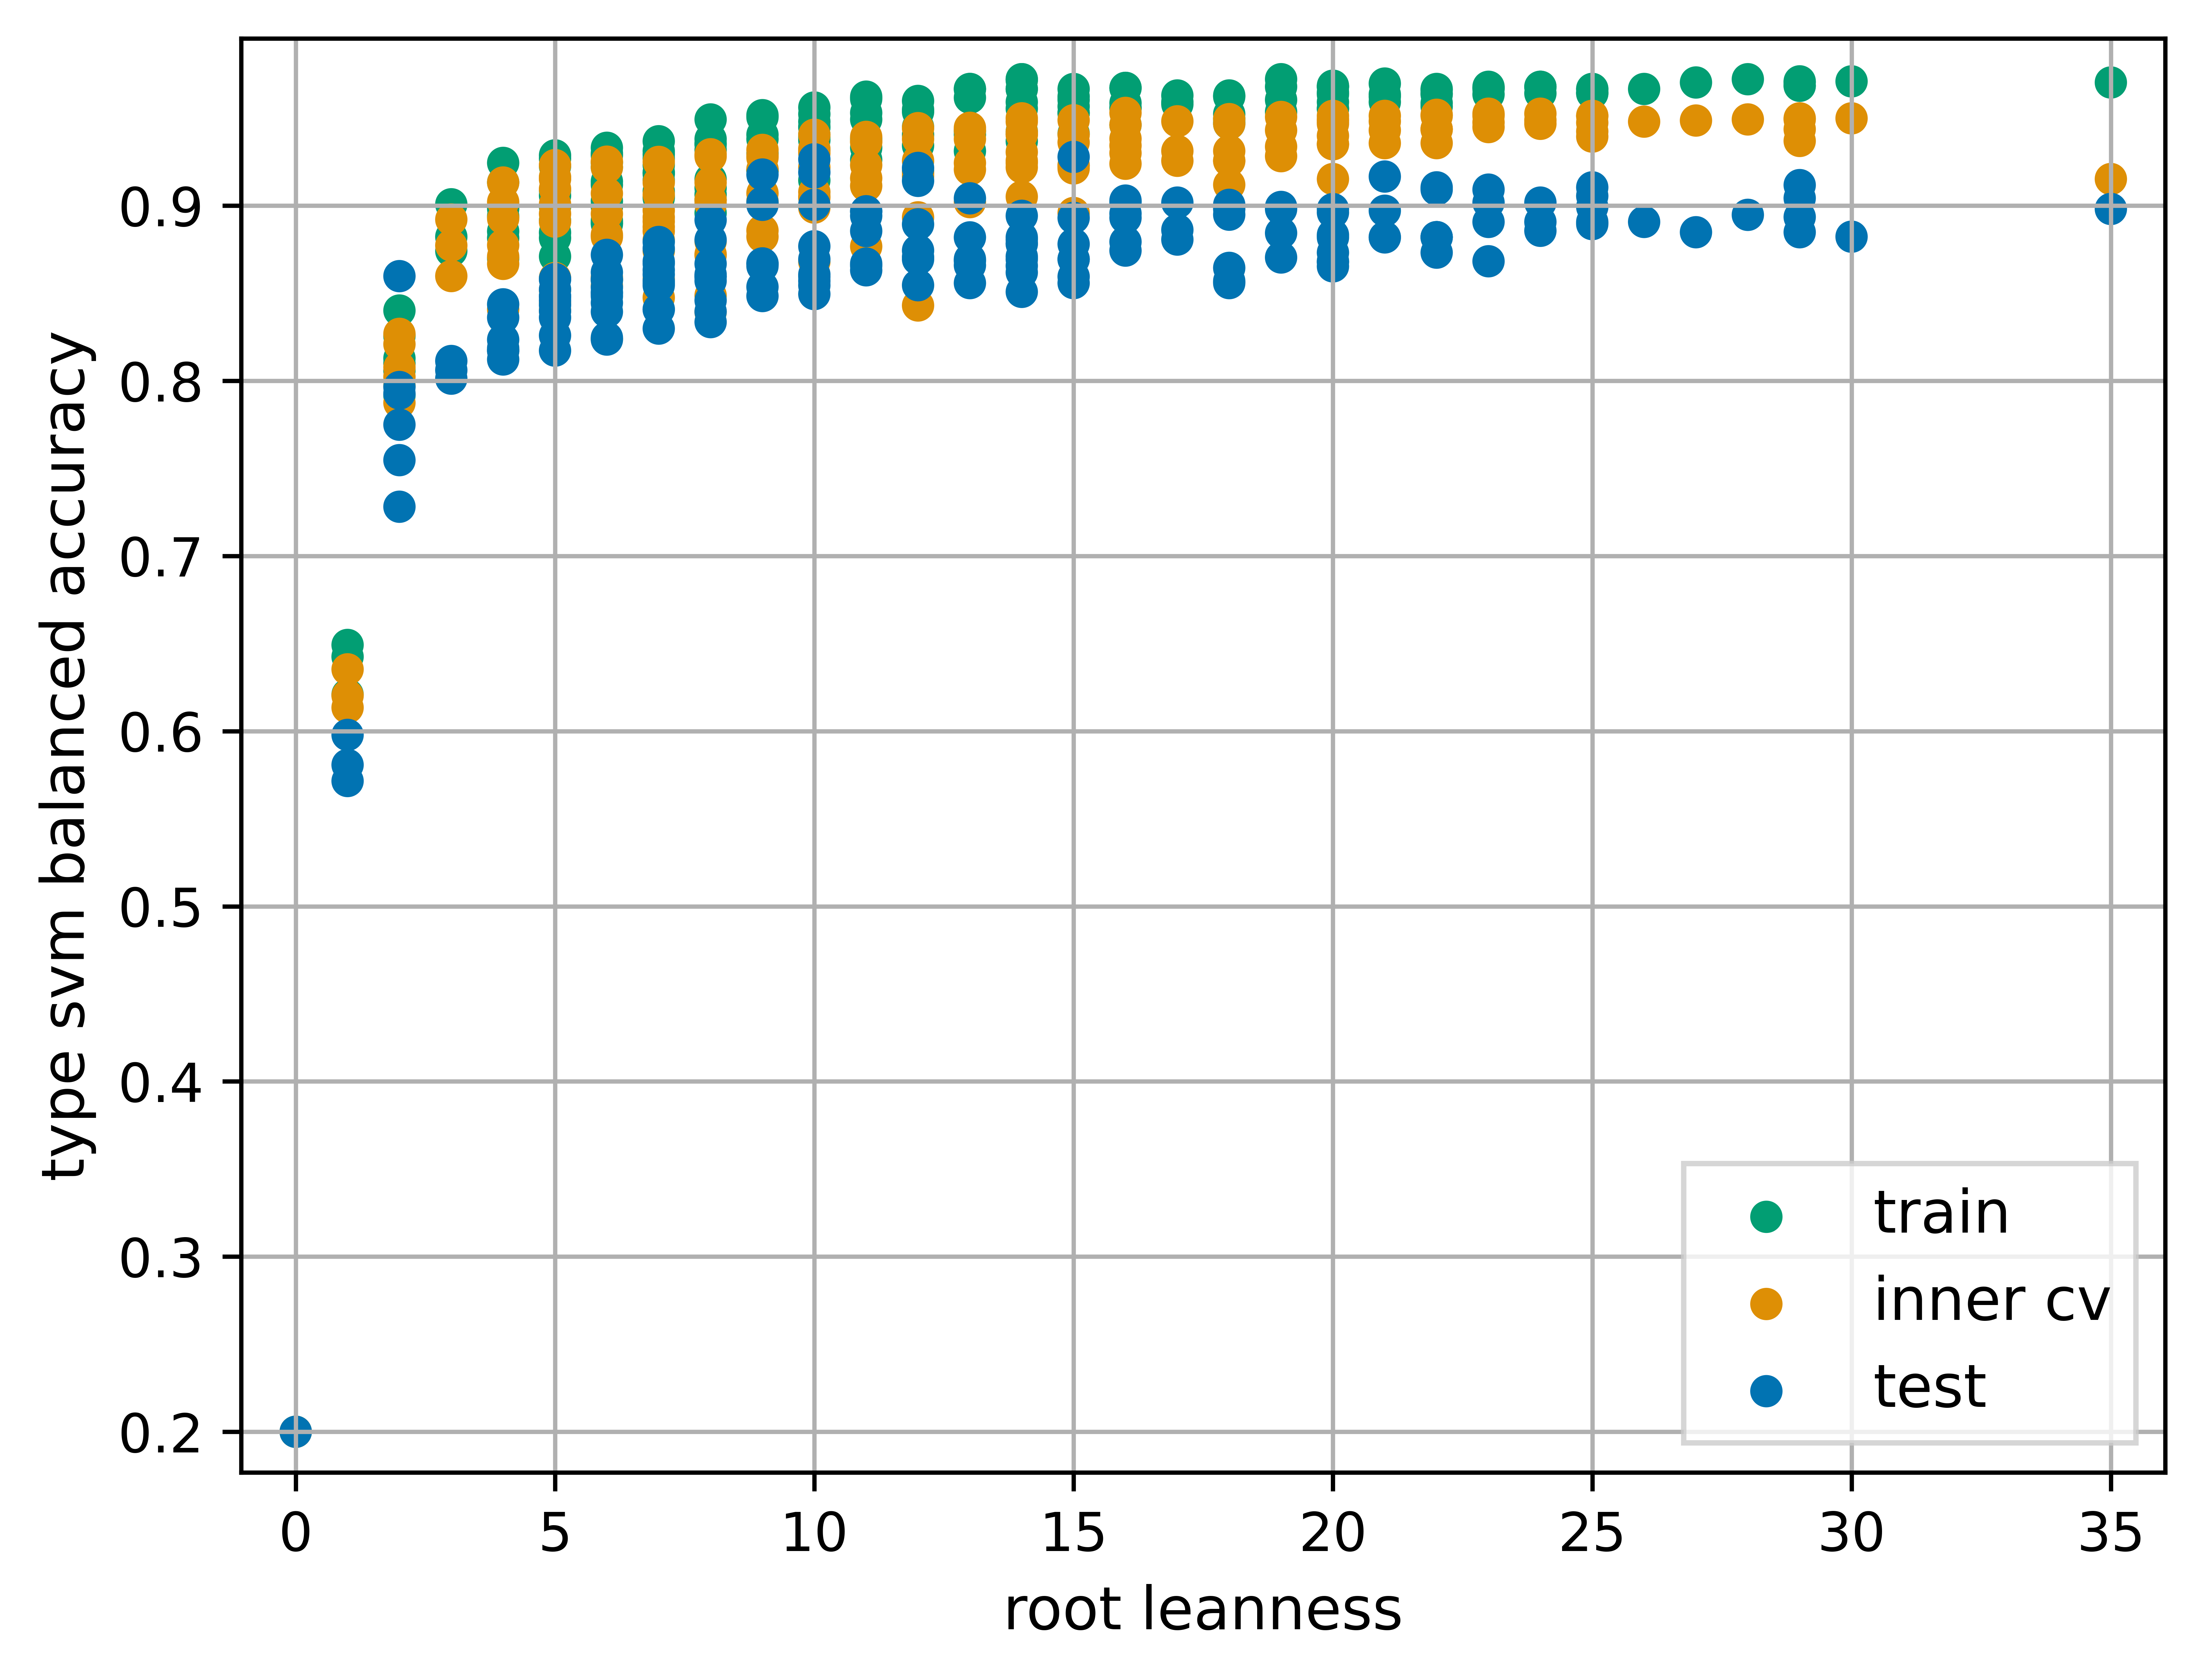 type svm balanced accuracy
0.9
0.8
0.7
0.6
0.5
0.4
0.3
0.2
train
inner cv
test
0 5 10 15 20 25 30 35
root leanness